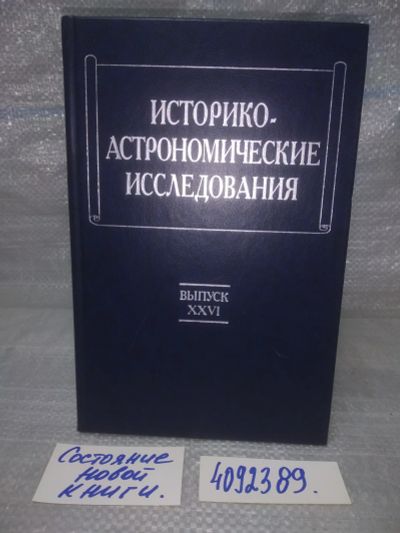 ИСТОРИКО-
АСТРОНОМИЧЕСКИЕ
ИССЛЕДОВАНИЯ
ВЫПУСК
XXVI
Состояние
новой
книги.
4092389.